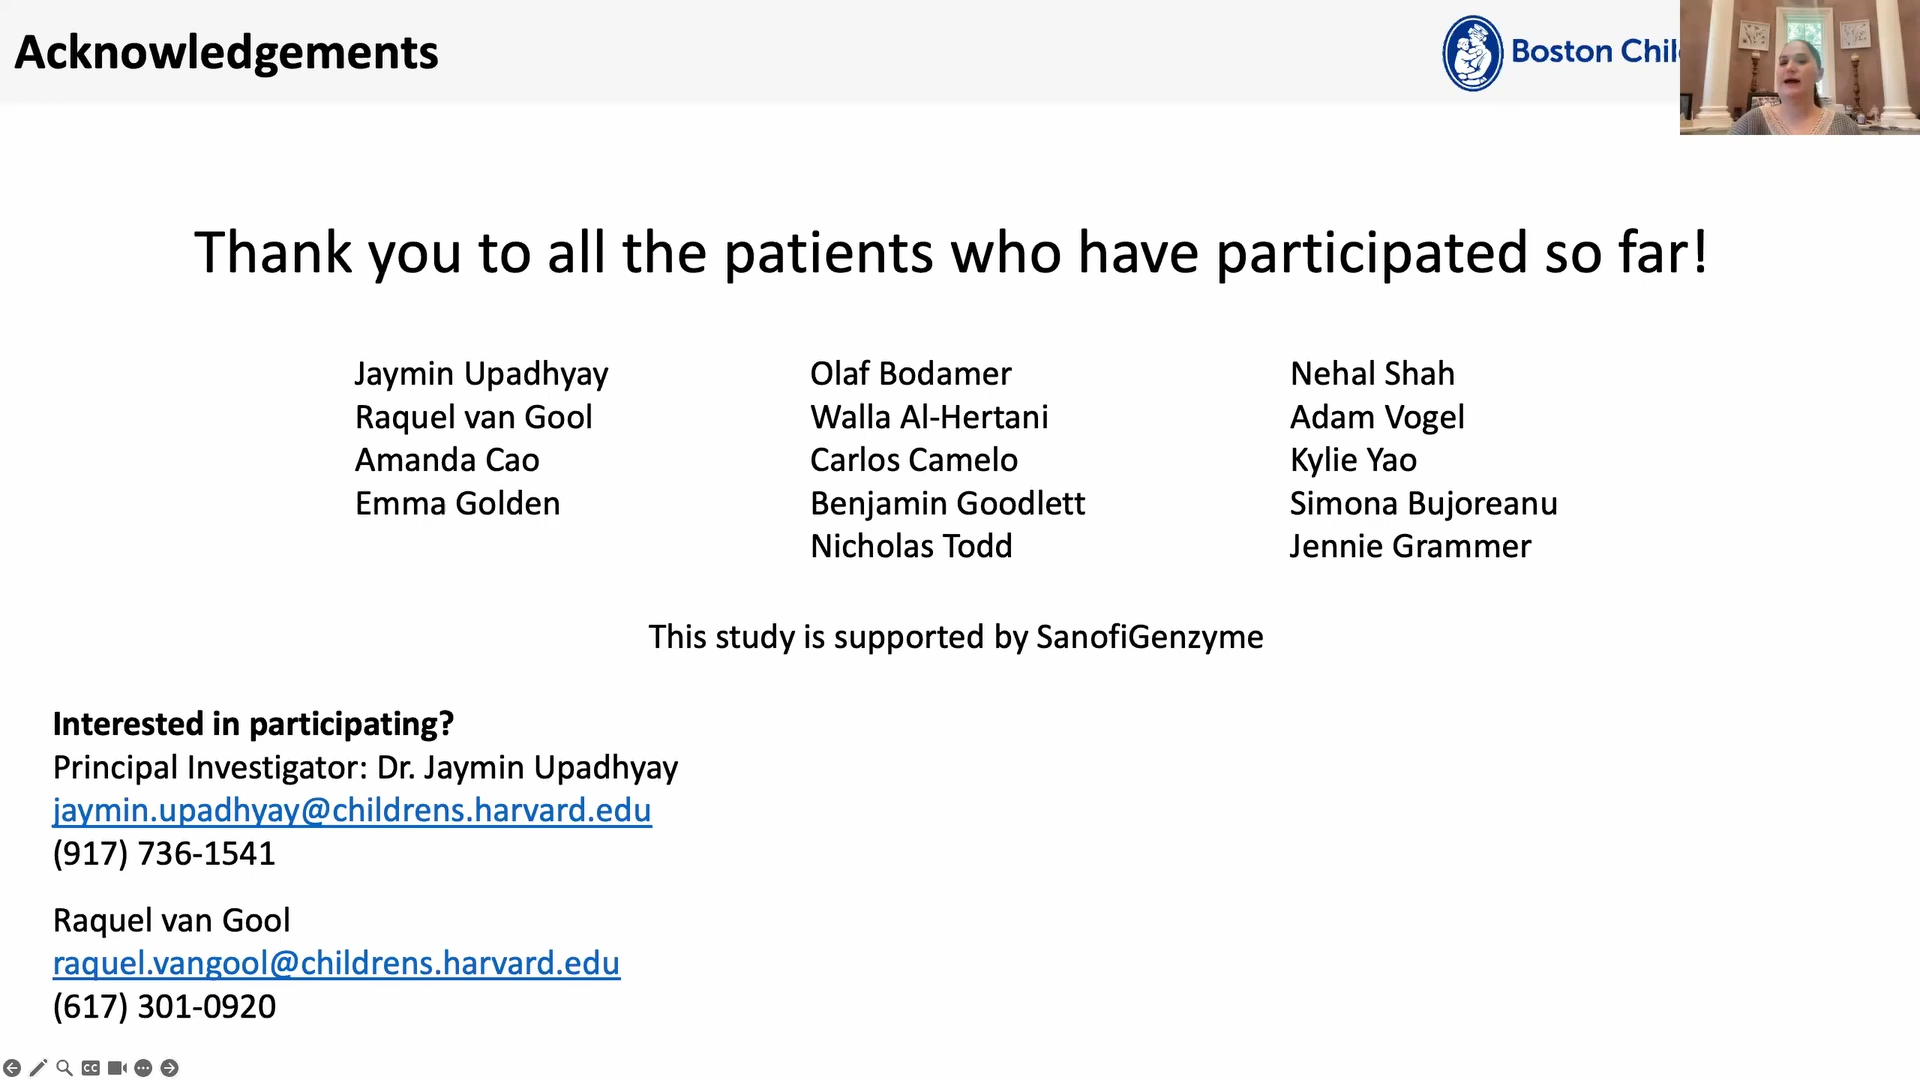 Acknowledgements
Boston Chil
Thank you to all the patients who have participated so far!
Jaymin Upadhyay
Raquel van Gool
Amanda Cao
Emma Golden
Olaf Bodamer
Walla Al-Hertani
Carlos Camelo
Benjamin Goodlett
Nicholas Todd
Nehal Shah
Adam Vogel
Kylie Yao
Simona Bujoreanu
Jennie Grammer
This study is supported by SanofiGenzyme
Interested in participating?
Principal Investigator: Dr. Jaymin Upadhyay
jaymin.upadhyay@childrens.harvard.edu
(917) 736-1541
Raquel van Gool
raquel.vangool@childrens.harvard.edu
(617) 301-0920
CC